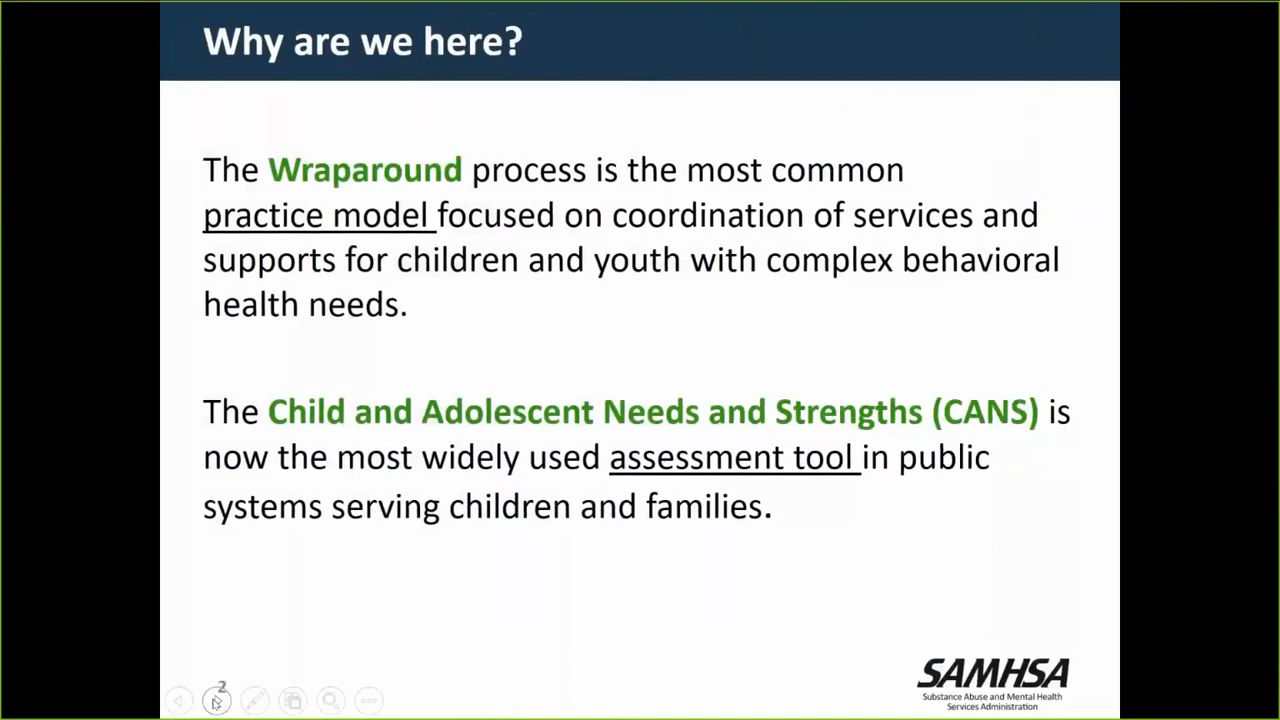 Why are we here?
The Wraparound process is the most common
practice model focused on coordination of services and
supports for children and youth with complex behavioral
health needs.
The Child and Adolescent Needs and Strengths (CANS) is
now the most widely used assessment tool in public
systems serving children and families.
2
SAMHSA
Substance Abuse and Mental Health
Services Administration